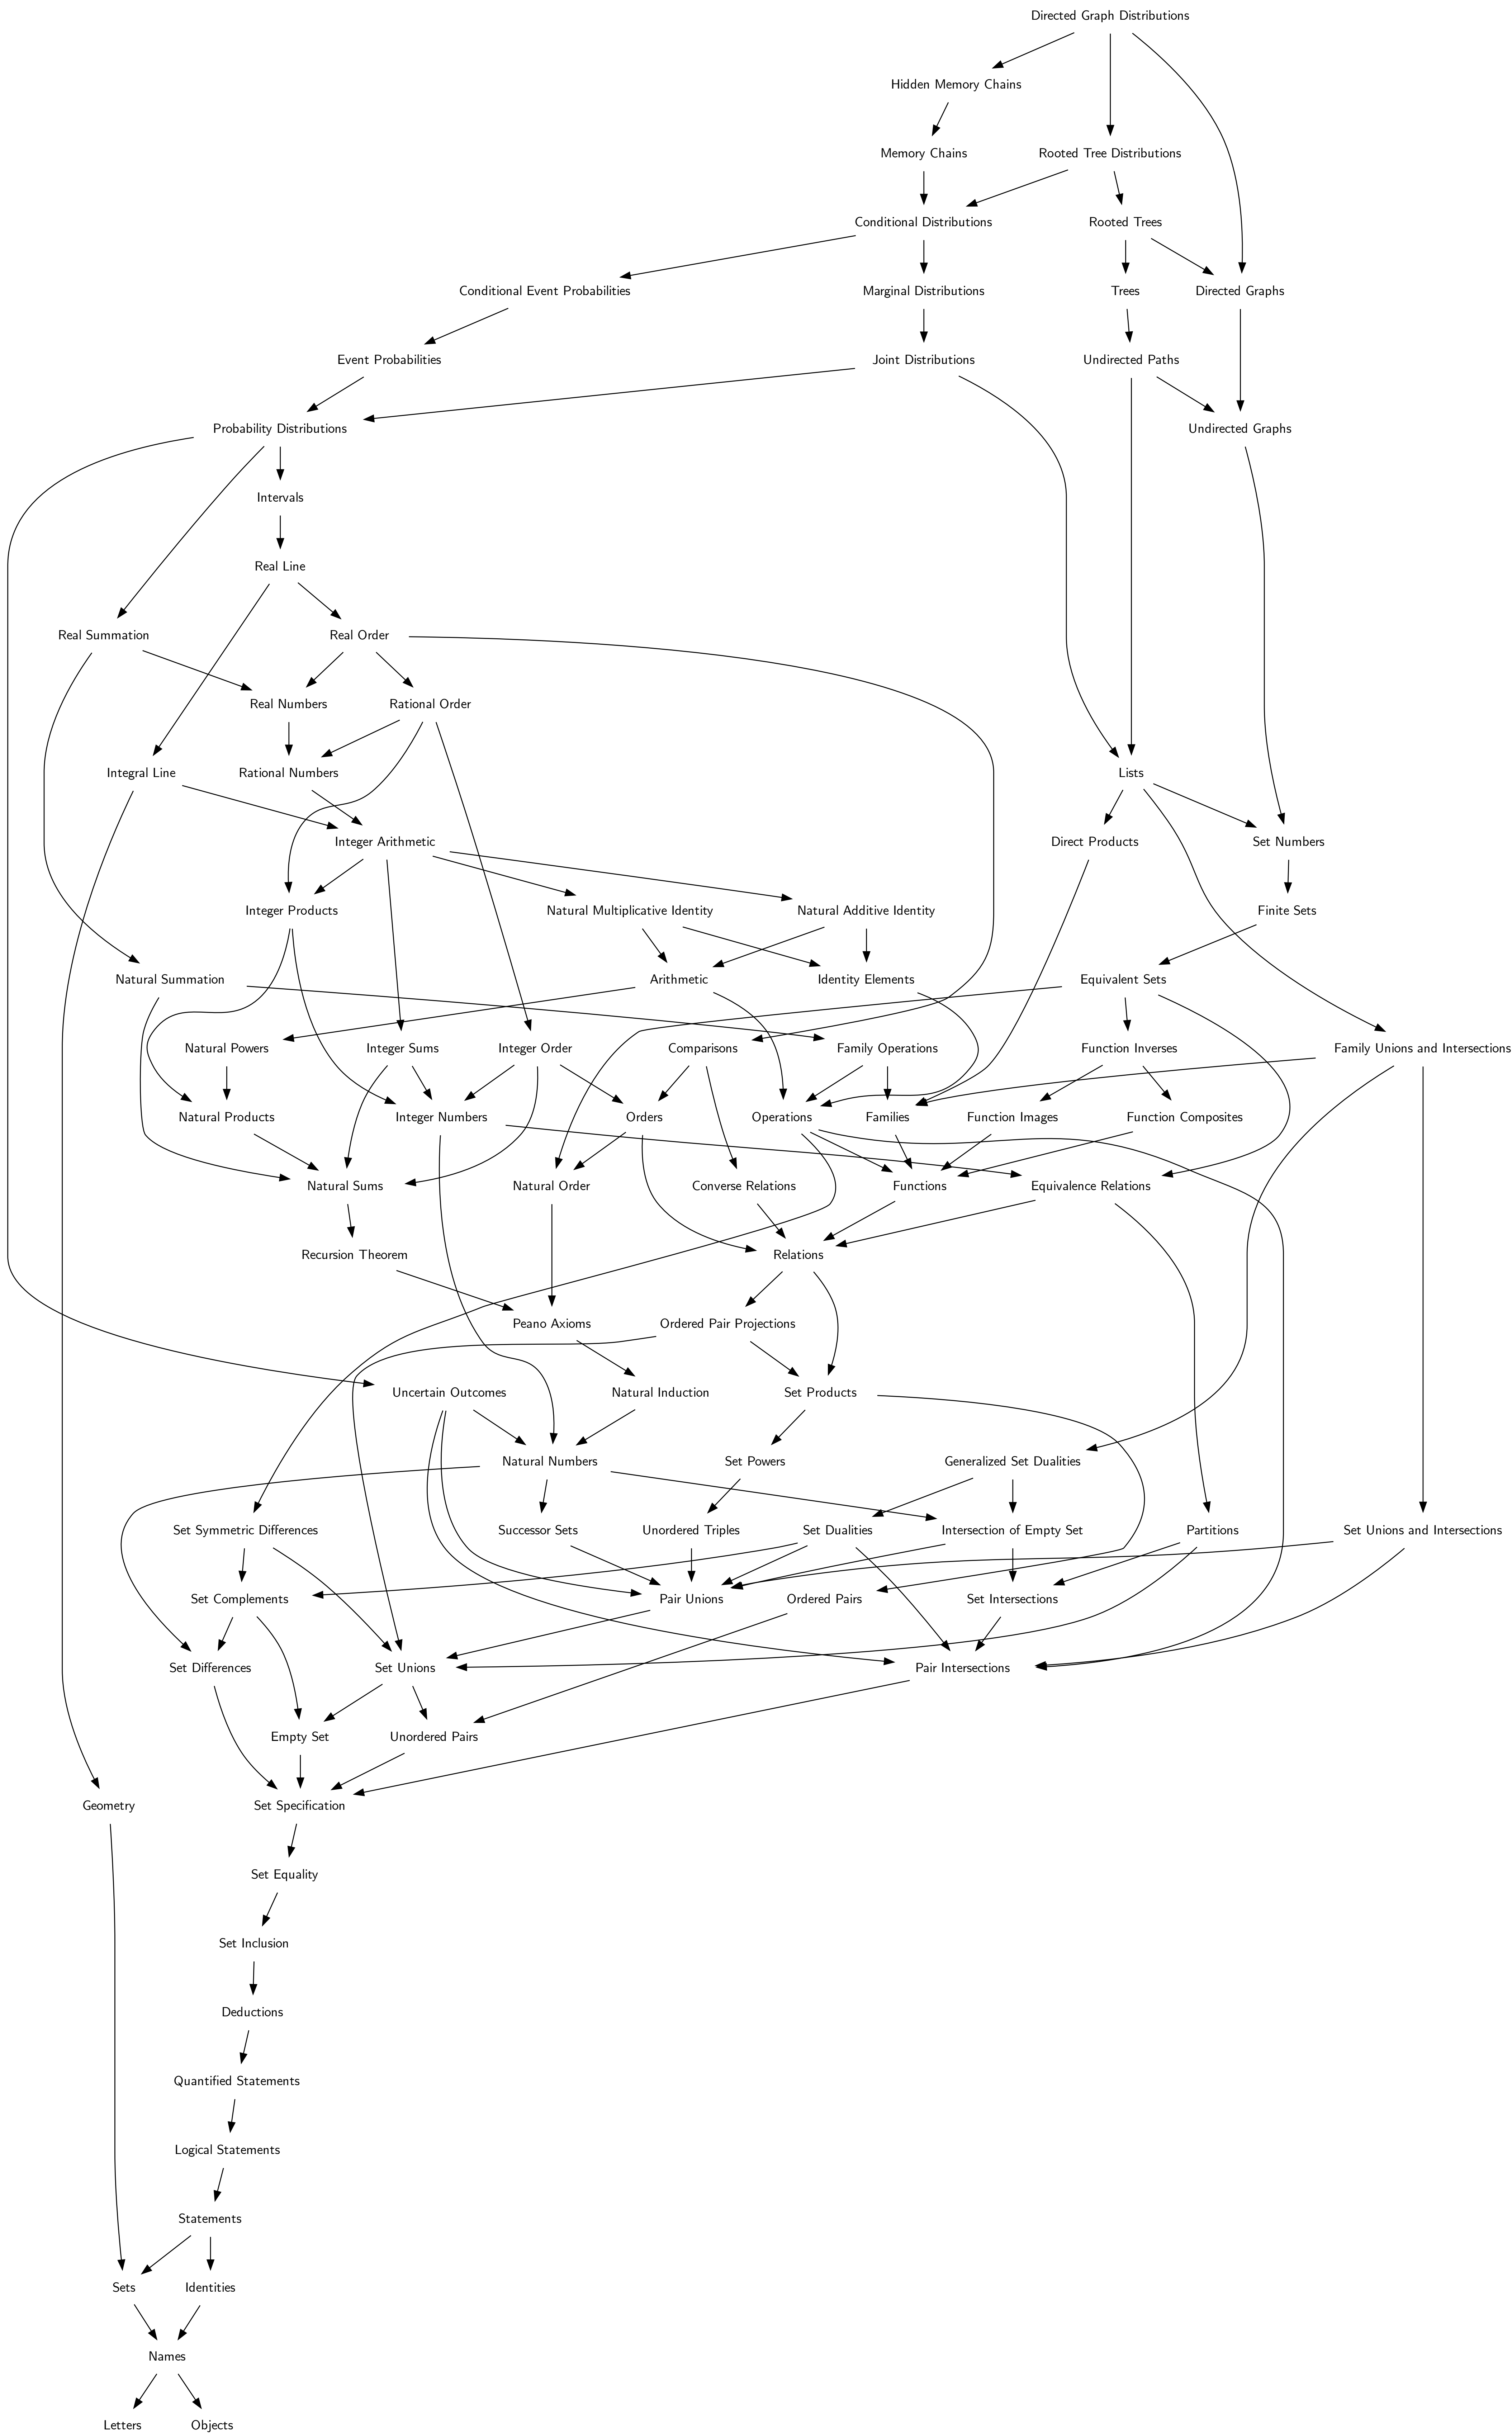 Directed Graph Distributions
Hidden Memory Chains
Memory Chains
Rooted Tree Distributions
Conditional Distributions
Rooted Trees
Conditional Event Probabilities
Marginal Distributions
Trees
Directed Graphs
Event Probabilities
Joint Distributions
Undirected Paths
Probability Distributions
Undirected Graphs
Intervals
Real Line
Real Summation
Real Order
Real Numbers
Rational Order
Integral Line
Rational Numbers
Lists
Integer Arithmetic
Direct Products
Set Numbers
Integer Products
Natural Multiplicative Identity
Natural Additive Identity
Finite Sets
Natural Summation
Arithmetic
Identity Elements
Equivalent Sets
Natural Powers
Integer Sums
Integer Order
Comparisons
Family Operations
Function Inverses
Family Unions and Intersections
Natural Products
Integer Numbers
Orders
Operations
Families
Function Images
Function Composites
Natural Sums
Natural Order
Converse Relations
Functions
Equivalence Relations
Recursion Theorem
Relations
Peano Axioms
Ordered Pair Projections
Uncertain Outcomes
Natural Induction
Set Products
Natural Numbers
Set Powers
Generalized Set Dualities
Set Symmetric Differences
Successor Sets
Unordered Triples
Set Dualities
Intersection of Empty Set
Partitions
Set Unions and Intersections
Set Complements
Pair Unions
Ordered Pairs
Set Intersections
Set Differences
Set Unions
Pair Intersections
Empty Set
Unordered Pairs
Geometry
Set Specification
Set Equality
Set Inclusion
Deductions
Quantified Statements
Logical Statements
Statements
Sets
Identities
Names
Letters
Objects